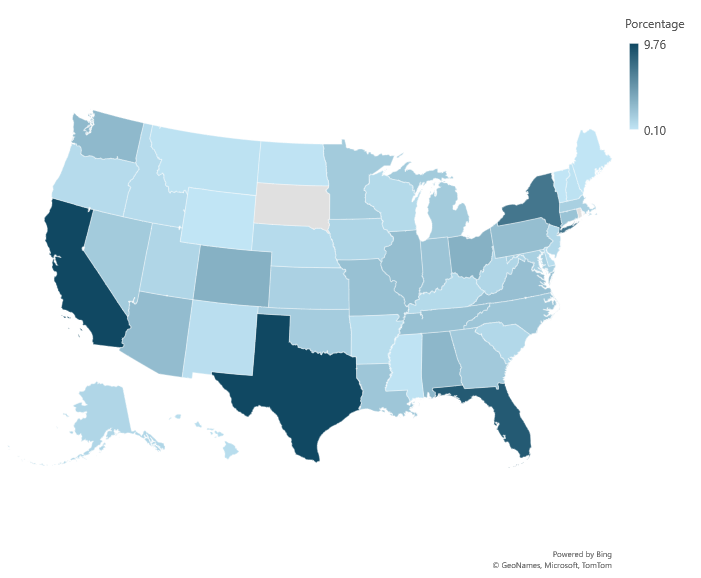 Porcentage
9.76
0.10
Powered by Bing
© GeoNames, Microsoft, TomTom